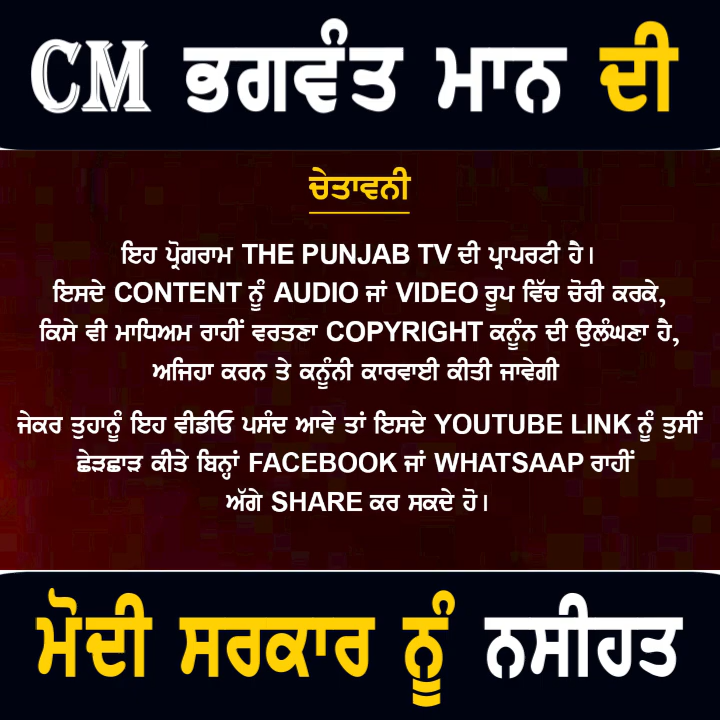 CM ਭਗਵੰਤ ਮਾਨ ਦੀ
ਚੇਤਾਵਨੀ
ਇਹ ਪ੍ਰੋਗਰਾਮ THE PUNJAB TV ਦੀ ਪ੍ਰਾਪਰਟੀ ਹੈ।
ਇਸਦੇ CONTENT ਨੂੰ AUDIO ਜਾਂ VIDEO ਰੂਪ ਵਿੱਚ ਚੋਰੀ ਕਰਕੇ,
ਕਿਸੇ ਵੀ ਮਾਧਿਅਮ ਰਾਹੀਂ ਵਰਤਣਾ COPYRIGHT ਕਨੂੰਨ ਦੀ ਉਲੰਘਣਾ ਹੈ,
ਅਜਿਹਾ ਕਰਨ ਤੇ ਕਨੂੰਨੀ ਕਾਰਵਾਈ ਕੀਤੀ ਜਾਵੇਗੀ
ਜੇਕਰ ਤੁਹਾਨੂੰ ਇਹ ਵੀਡੀਓ ਪਸੰਦ ਆਵੇ ਤਾਂ ਇਸਦੇ YOUTUBE LINK ਨੂੰ ਤੁਸੀਂ
ਛੇੜਛਾੜ ਕੀਤੇ ਬਿਨ੍ਹਾਂ FACEBOOK ਜਾਂ WHATSAAP ਰਾਹੀਂ
ਅੱਗੇ SHARE ਕਰ ਸਕਦੇ ਹੋ।
ਮੋਦੀ ਸਰਕਾਰ ਨੂੰ ਨਸੀਹਤ